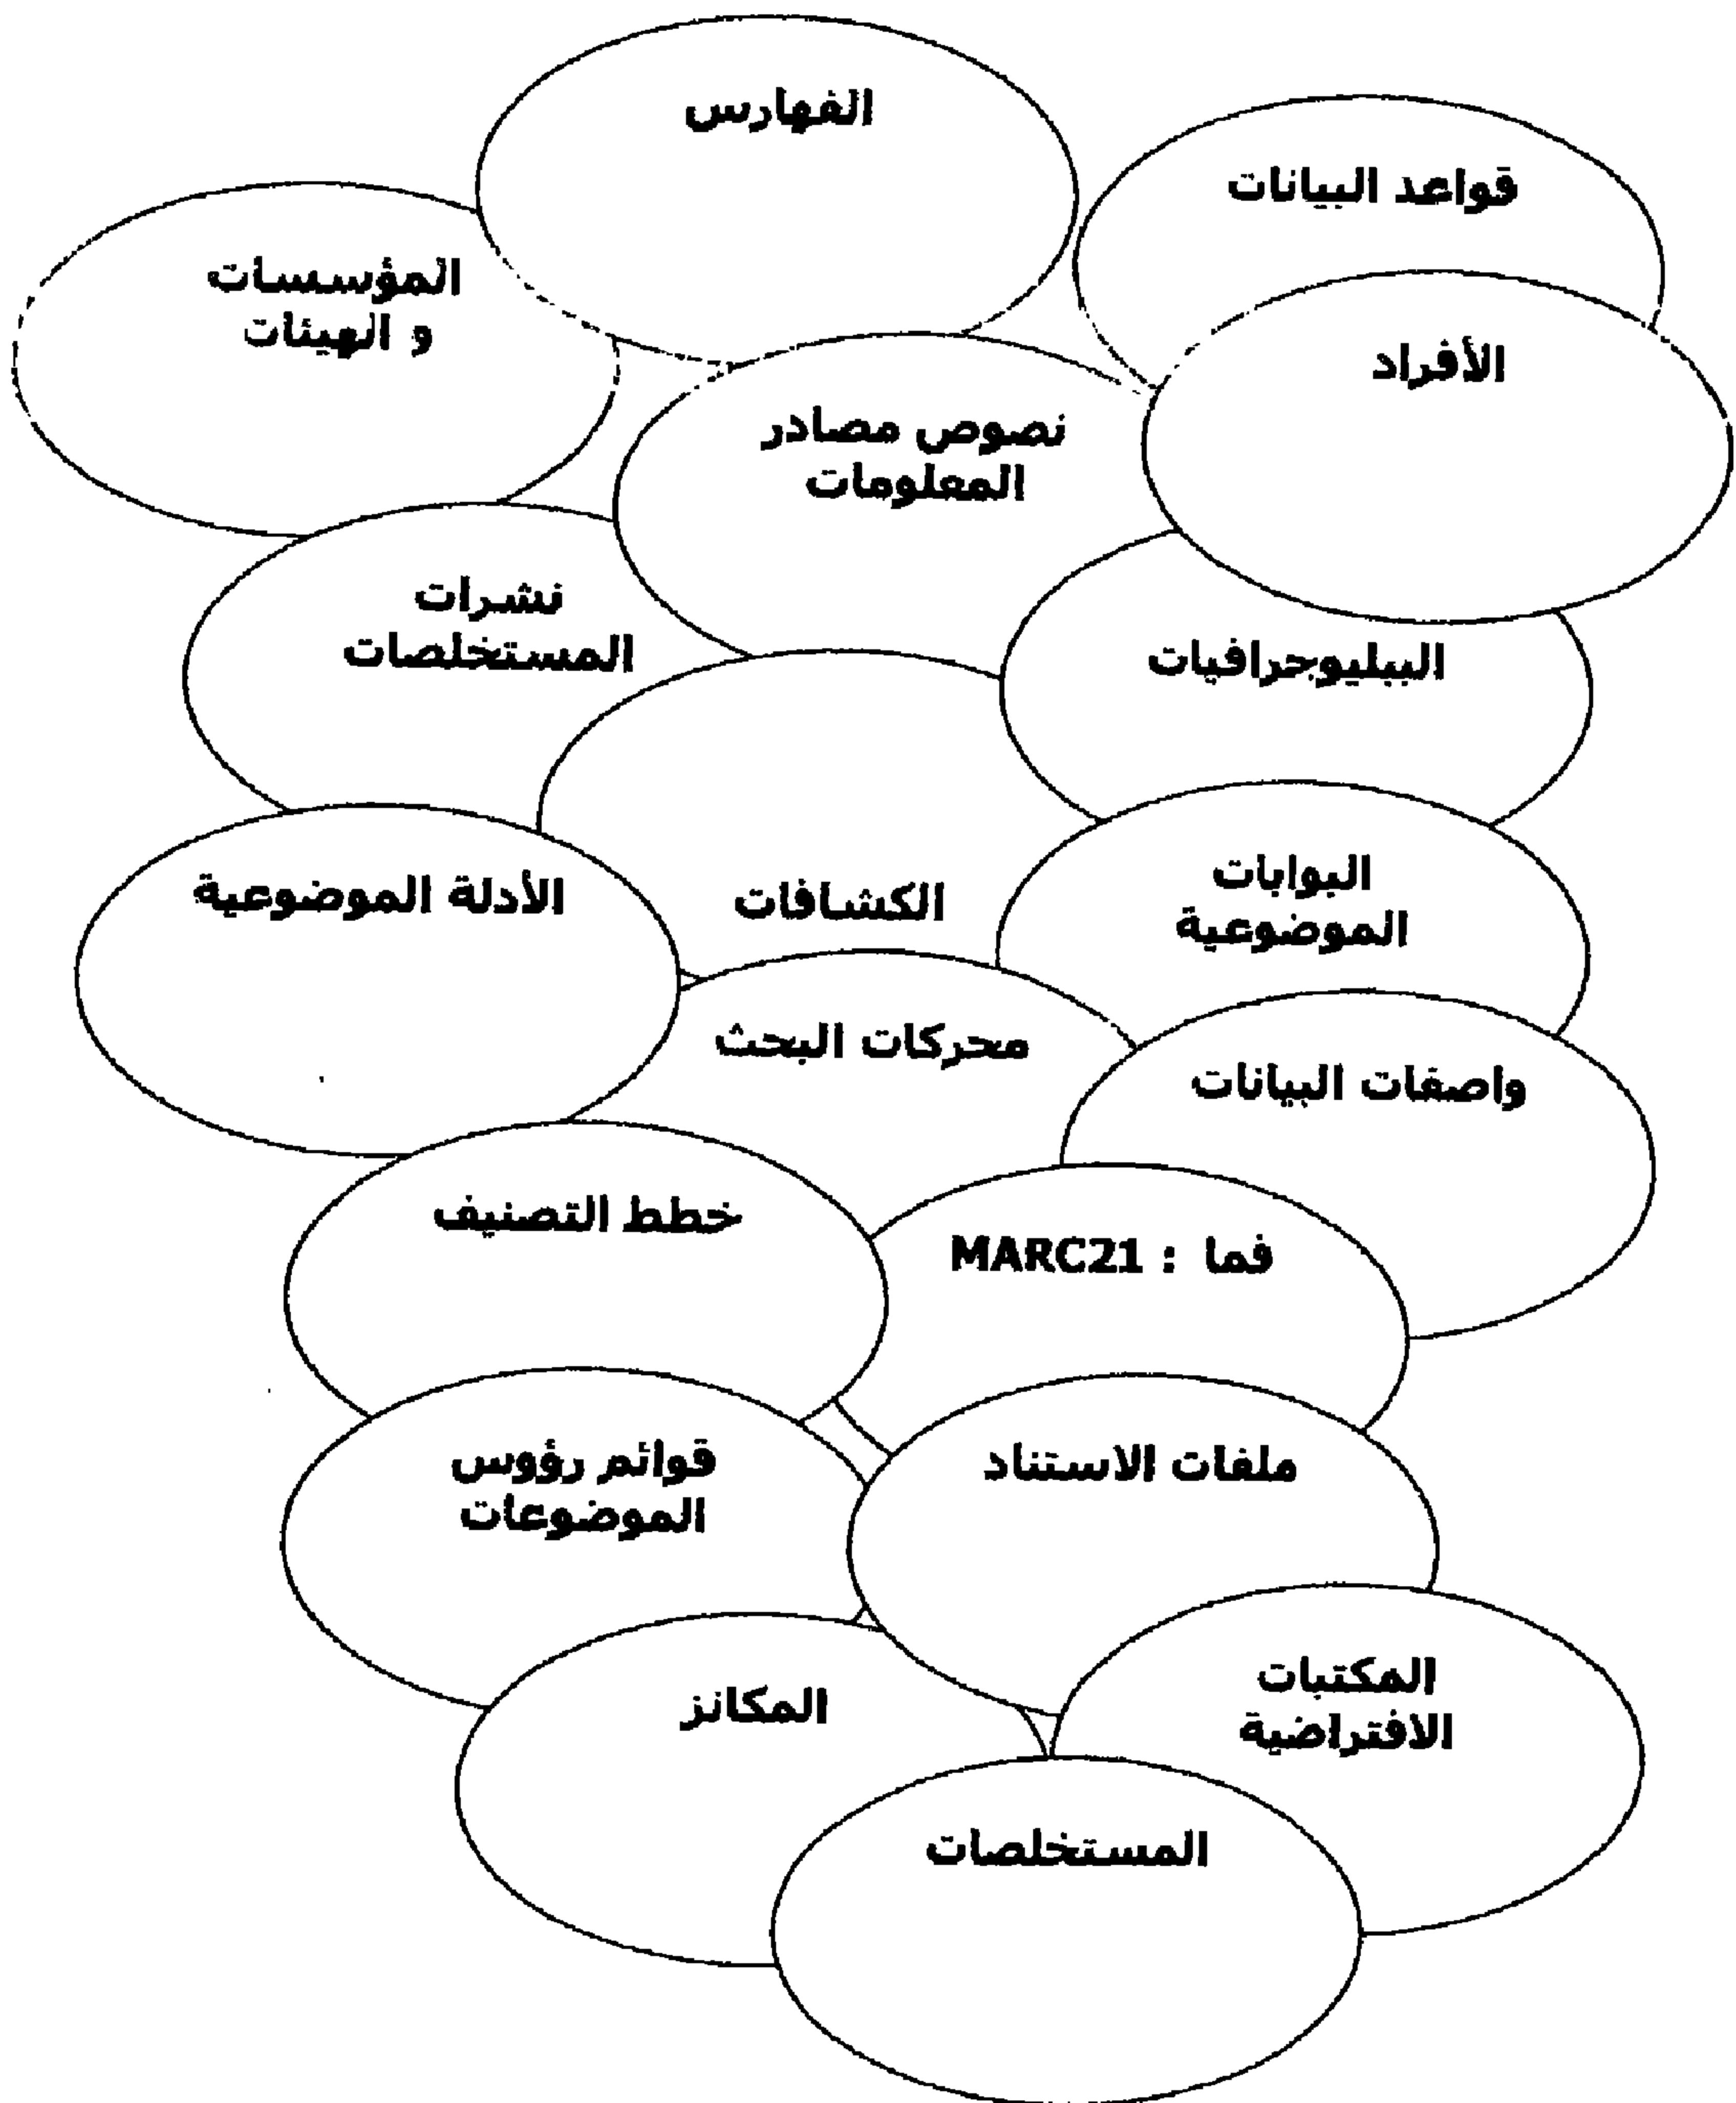 الفهارس
قواعد البيانات
المؤسسات
و الهيئات
الأفراد
نصوص مصادر
المعلومات
نشرات
المستخلصات
الببليوجرافيات
الأدلة الموضوعية
الكشافات
البوابات
الموضوعية
محركات البحث
واصفات البيانات
خطط التصنيف
فما : MARC21
قوائم رؤوس
الموضوعات
ملفات الاستناد
المكتبات
الافتراضية
المكانز
المستخلصات